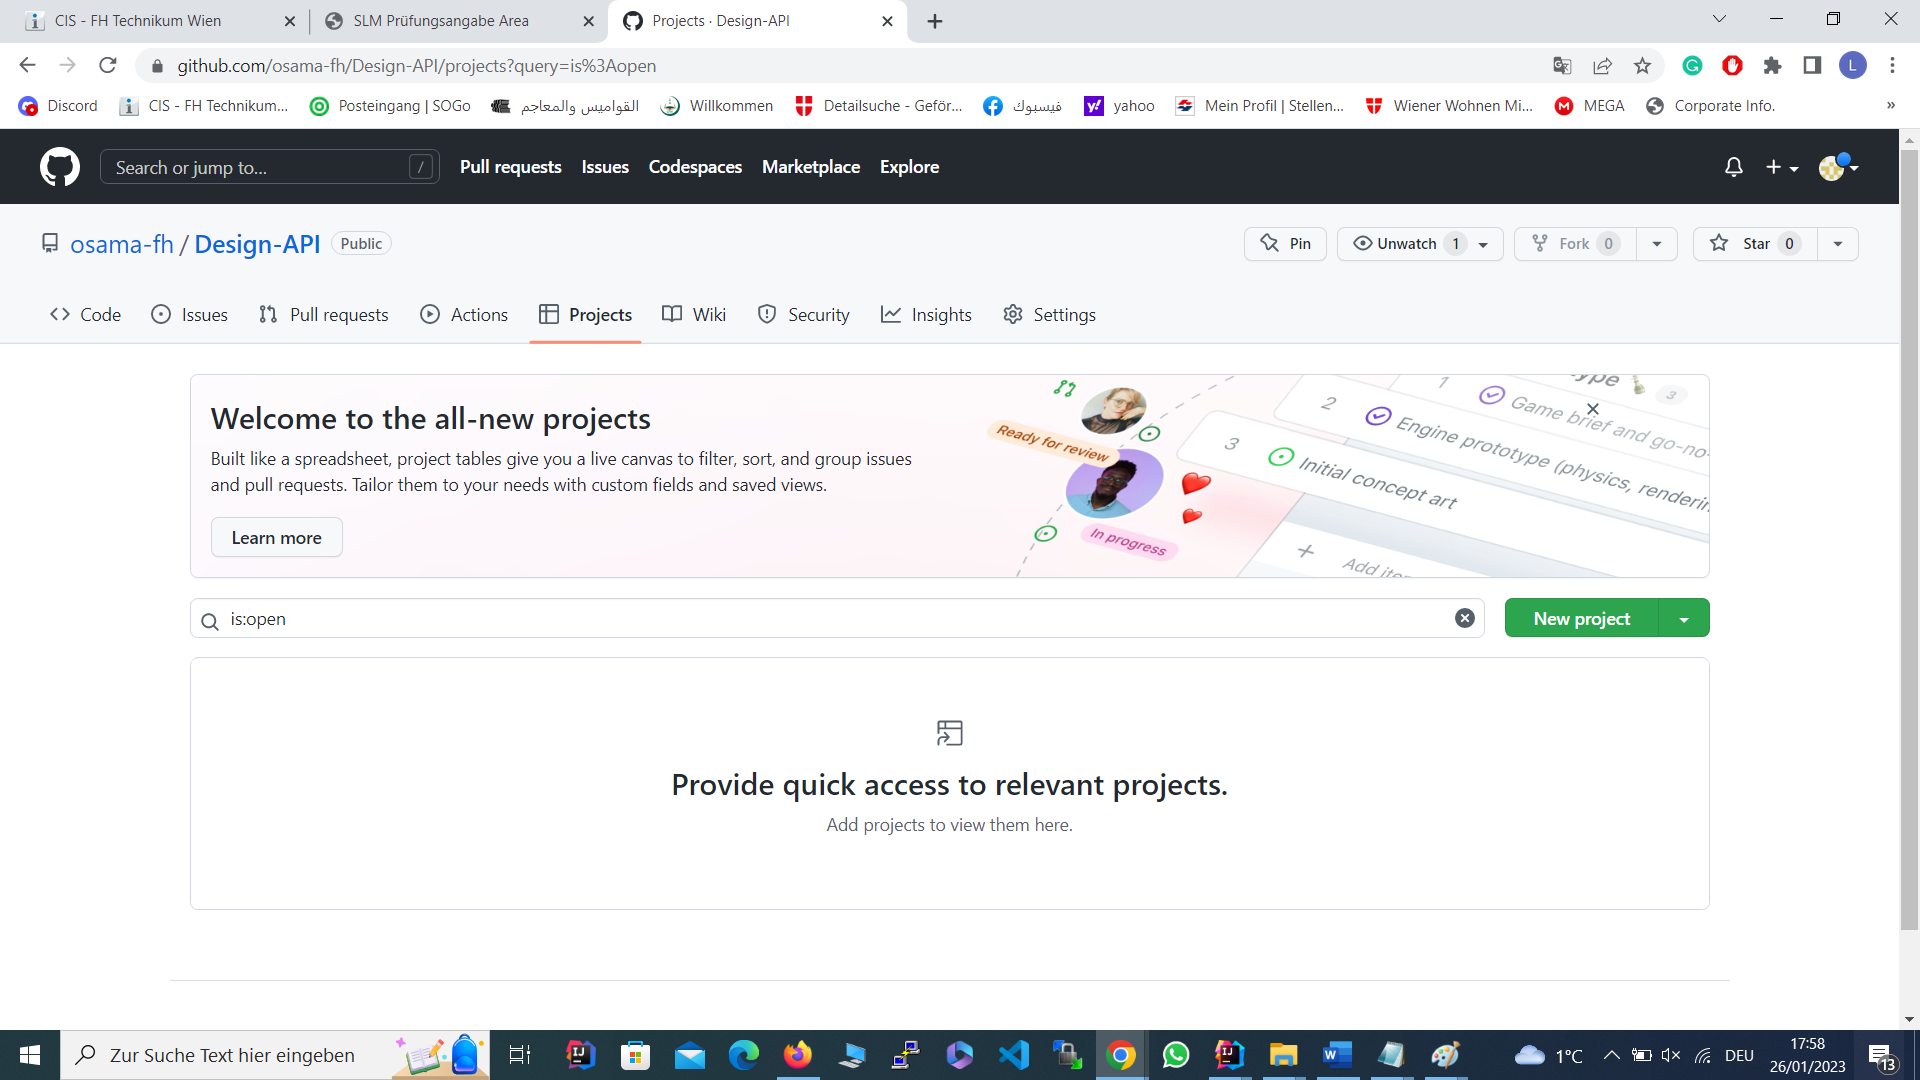 CIS - FH Technikum Wien
SLM Prüfungsangabe Area
Projects · Design-API
github.com/osama-fh/Design-API/projects?query=is%3Aopen
L
Discord
CIS - FH Technikum...
Posteingang | SOGo
القواميس والمعاجم
Willkommen
Detailsuche - Geför...
فيسبوك
yahoo
Mein Profil | Stellen...
Wiener Wohnen Mi...
MEGA
Corporate Info.
»
Search or jump to...
/
Pull requests
Issues
Codespaces
Marketplace
Explore
osama-fh / Design-API
Public
Pin
Unwatch 1
Fork 0
Star 0
Code
Issues
Pull requests
Actions
Projects
Wiki
Security
Insights
Settings
Welcome to the all-new projects
Built like a spreadsheet, project tables give you a live canvas to filter, sort, and group issues
and pull requests. Tailor them to your needs with custom fields and saved views.
Learn more
Ready for review
In progress
1 Game brief and go-no-
3
2 Engine prototype (physics, renderin
3 Initial concept art
+ Add ite
is:open
New project
Provide quick access to relevant projects.
Add projects to view them here.
Zur Suche Text hier eingeben
1°C
DEU
17:58
26/01/2023
13